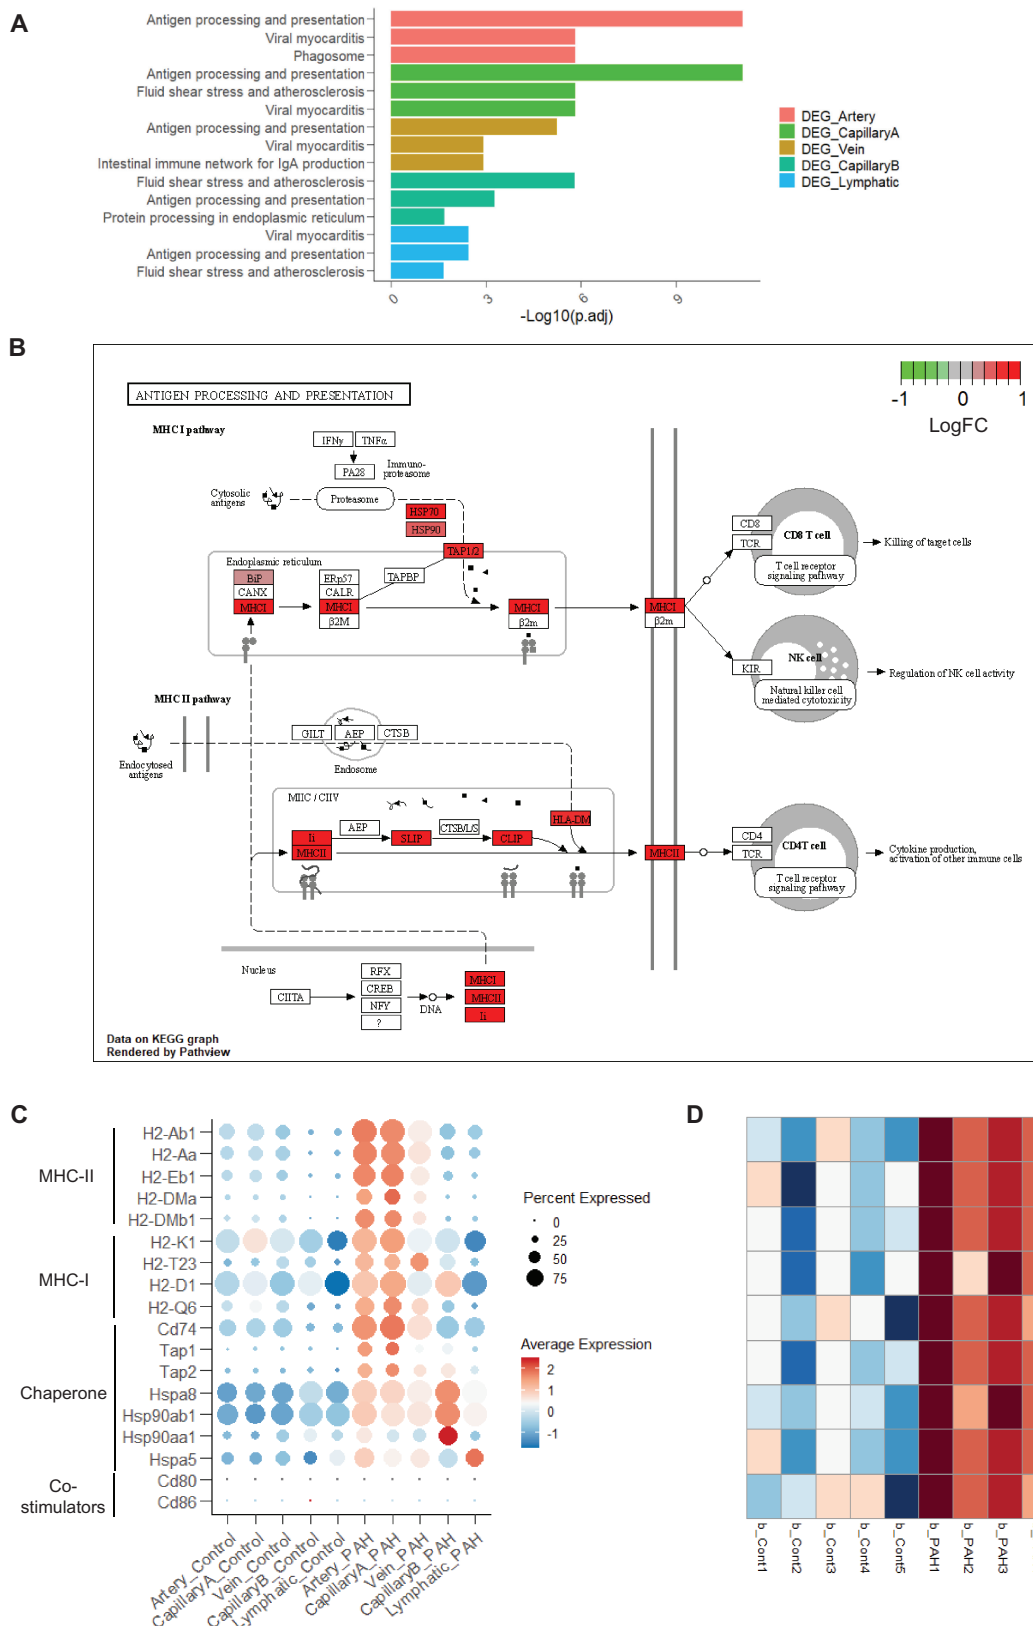 A
Antigen processing and presentation
Viral myocarditis
Phagosome
Antigen processing and presentation
Fluid shear stress and atherosclerosis
Viral myocarditis
Antigen processing and presentation
Viral myocarditis
Intestinal immune network for IgA production
Fluid shear stress and atherosclerosis
Antigen processing and presentation
Protein processing in endoplasmic reticulum
Viral myocarditis
Antigen processing and presentation
Fluid shear stress and atherosclerosis
0 3 6 9
-Log10(p.adj)
DEG_Artery
DEG_CapillaryA
DEG_Vein
DEG_CapillaryB
DEG_Lymphatic
B
ANTIGEN PROCESSING AND PRESENTATION
-1 0 1
LogFC
MHC I pathway
IFNγ TNFα
PA28
Immuno-
proteasome
Cytosolic
antigens
Proteasome
HSP70
HSP90
TAP1/2
Endoplasmic reticulum
BiP
CANX
MHCI
ERp57
CALR
MHCI
β2M
TAPBP
MHCI
β2m
MHCI
β2m
CD8
TCR
CD8 T cell
T cell receptor
signaling pathway
Killing of target cells
KIR
NK cell
Natural killer cell
mediated cytotoxicity
Regulation of NK cell activity
MHC II pathway
Endocytosed
antigens
GILT AEP CTSB
Endosome
MIIC / CIIV
Ii
MHCII
AEP
SLIP
CTSB/L/S
CLIP
HLA-DM
MHCII
CD4
TCR
CD4T cell
T cell receptor
signaling pathway
Cytokine production,
activation of other immune cells
Nucleus
CIITA
RFX
CREB
NFY
?
DNA
MHCI
MHCII
Ii
Data on KEGG graph
Rendered by Pathview
C
MHC-II
H2-Ab1
H2-Aa
H2-Eb1
H2-DMa
H2-DMb1
MHC-I
H2-K1
H2-T23
H2-D1
H2-Q6
Chaperone
Cd74
Tap1
Tap2
Hspa8
Hsp90ab1
Hsp90aa1
Hspa5
Co-
stimulators
Cd80
Cd86
Artery_Control
CapillaryA_Control
Vein_Control
CapillaryB_Control
Lymphatic_Control
Artery_PAH
CapillaryA_PAH
Vein_PAH
CapillaryB_PAH
Lymphatic_PAH
Percent Expressed
0
25
50
75
Average Expression
2
1
0
-1
D
b_Cont1
b_Cont2
b_Cont3
b_Cont4
b_Cont5
b_PAH1
b_PAH2
b_PAH3